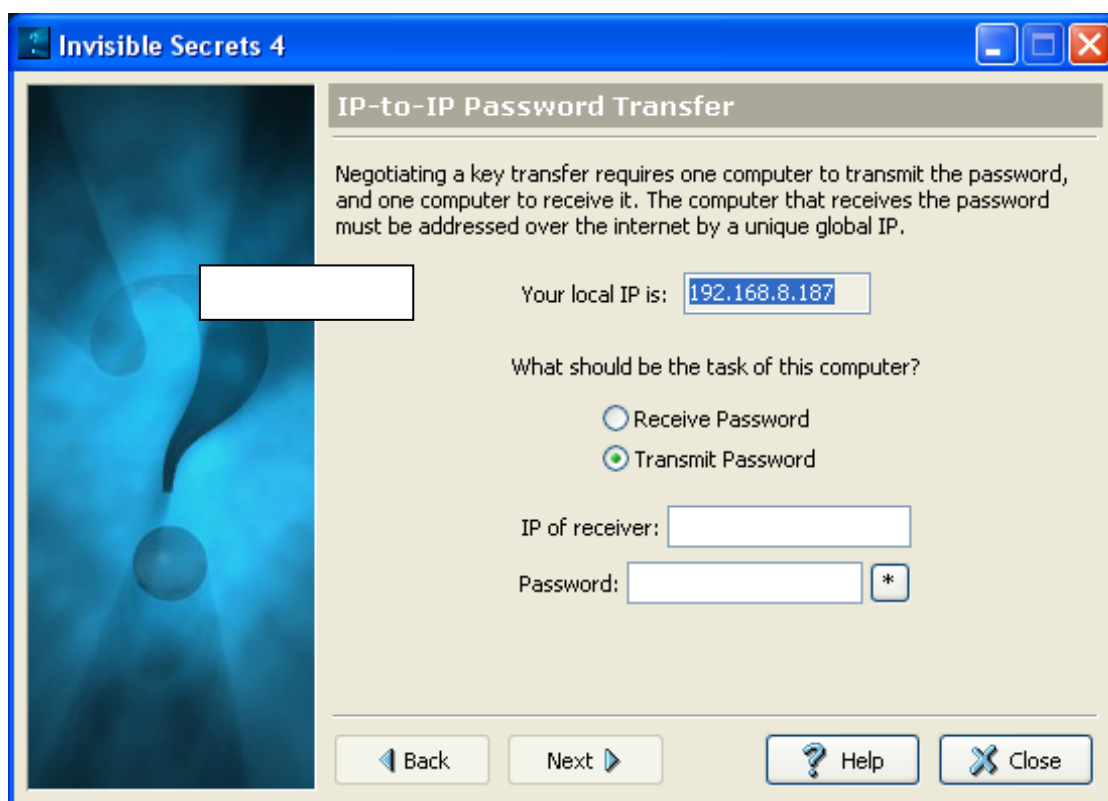 Invisible Secrets 4
IP-to-IP Password Transfer
Negotiating a key transfer requires one computer to transmit the password,
and one computer to receive it. The computer that receives the password
must be addressed over the internet by a unique global IP.
Your local IP is: 192.168.8.187
What should be the task of this computer?
Receive Password
Transmit Password
IP of receiver:
Password: *
Back Next Help Close